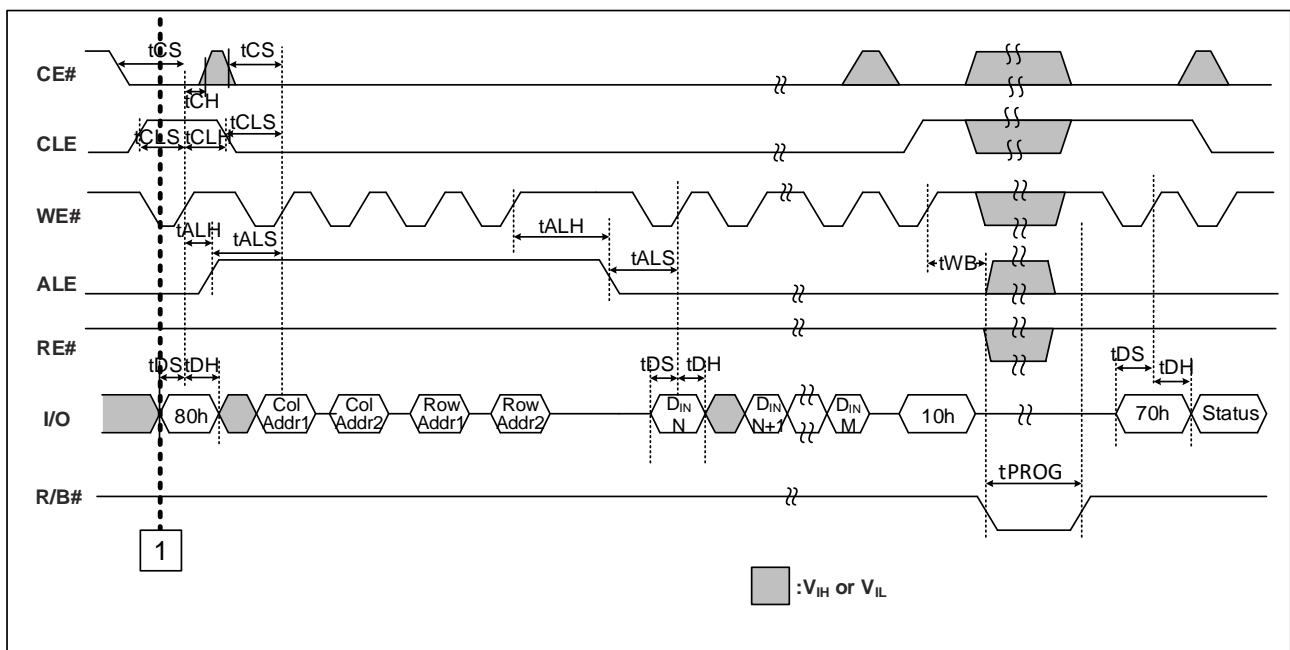 tCS tCS
CE#
tCH
tCLS
CLE tCLS tCLH
WE#
tALH
tALS tALH
tALS
ALE tWB
RE#
tDS tDH tDS tDH tDS
tDH
I/O 80h Col Addr1 Col Addr2 Row Addr1 Row Addr2 DIN N DIN N+1 DIN M 10h 70h Status
tPROG
R/B#
1
:VIH or VIL